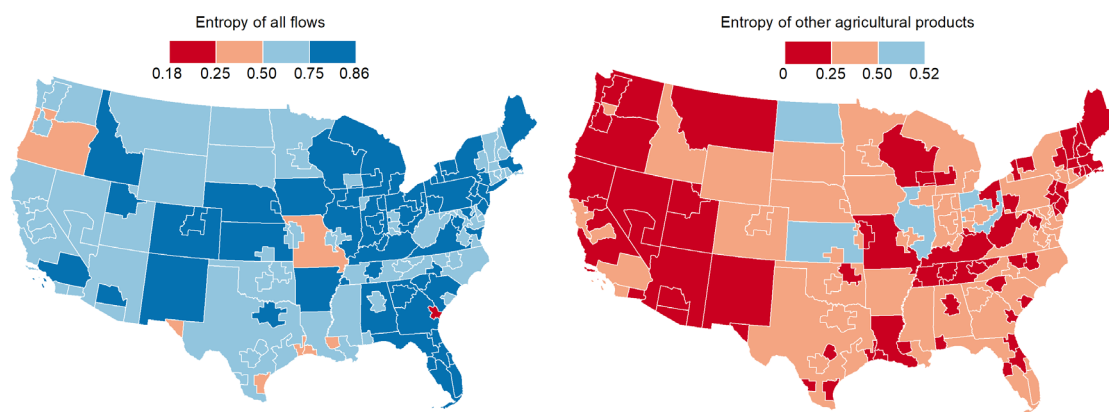 Entropy of all flows
0.18 0.25 0.50 0.75 0.86
Entropy of other agricultural products
0 0.25 0.50 0.52